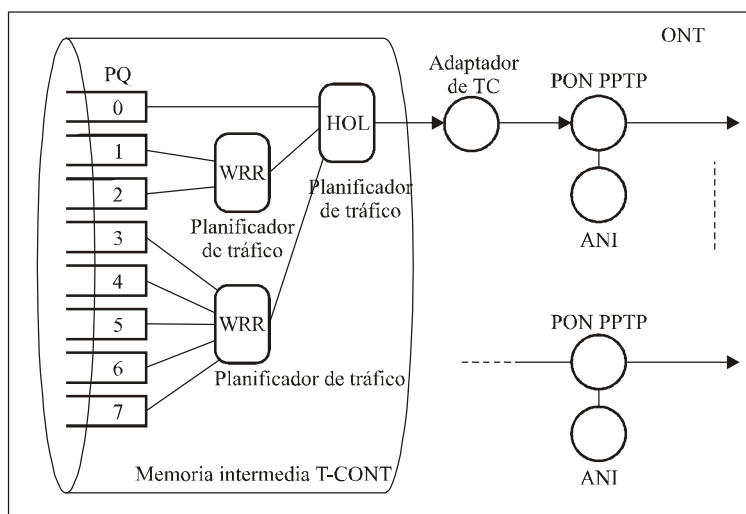 ONT
PQ
Adaptador
de TC
PON PPTP
0
HOL
1
WRR
2
Planificador
de tráfico
Planificador
de tráfico
ANI
3
4
WRR
5
PON PPTP
6
Planificador de tráfico
7
ANI
Memoria intermedia T-CONT